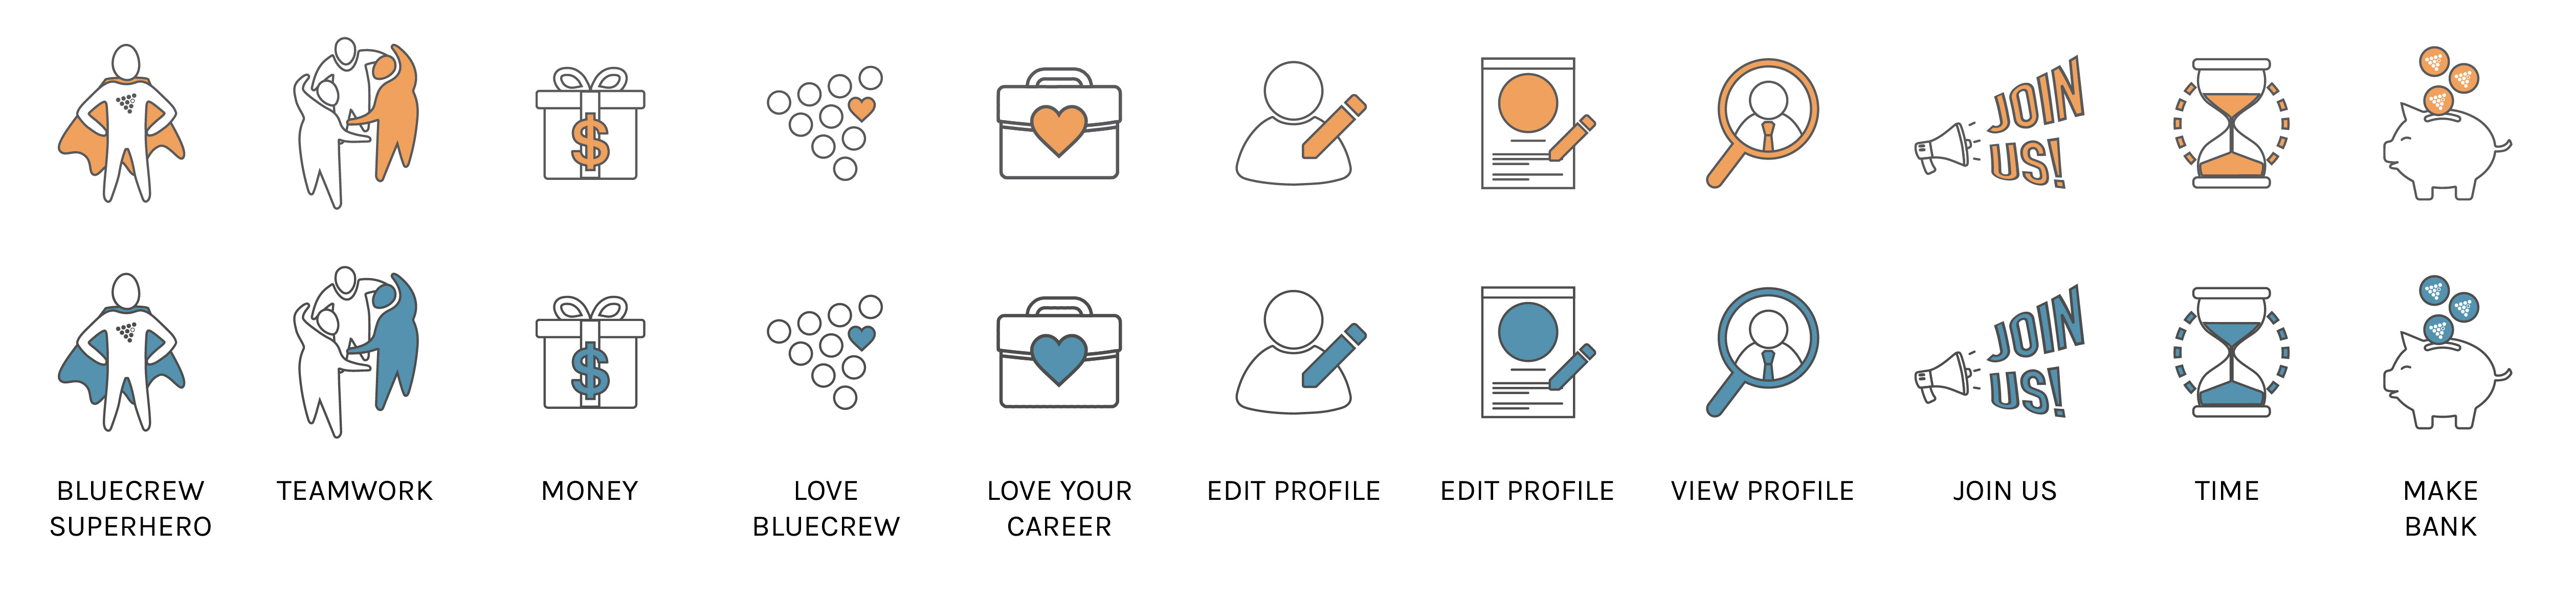 JOIN
US!
$
$
JOIN
US!
BLUECREW
SUPERHERO
TEAMWORK
MONEY
LOVE
BLUECREW
LOVE YOUR
CAREER
EDIT PROFILE
EDIT PROFILE
VIEW PROFILE
JOIN US
TIME
MAKE
BANK